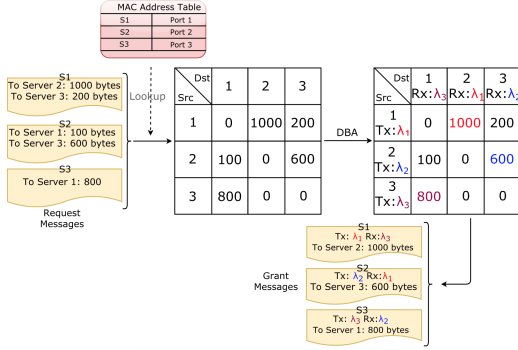 MAC Address Table
S1 Port 1
S2 Port 2
S3 Port 3
Lookup
S1
To Server 2: 1000 bytes
To Server 3: 200 bytes
S2
To Server 1: 100 bytes
To Server 3: 600 bytes
S3
To Server 1: 800
Request
Messages
Dst
Src
1 2 3
1 0 1000 200
2 100 0 600
3 800 0 0
DBA
Dst
Src
1 2 3
Rx:λ3 Rx:λ1 Rx:λ2
1
Tx:λ1 0 1000 200
2
Tx:λ2 100 0 600
3
Tx:λ3 800 0 0
Grant
Messages
S1
Tx: λ1 Rx:λ3
To Server 2: 1000 bytes
S2
Tx: λ2 Rx:λ1
To Server 3: 600 bytes
S3
Tx: λ3 Rx:λ2
To Server 1: 800 bytes